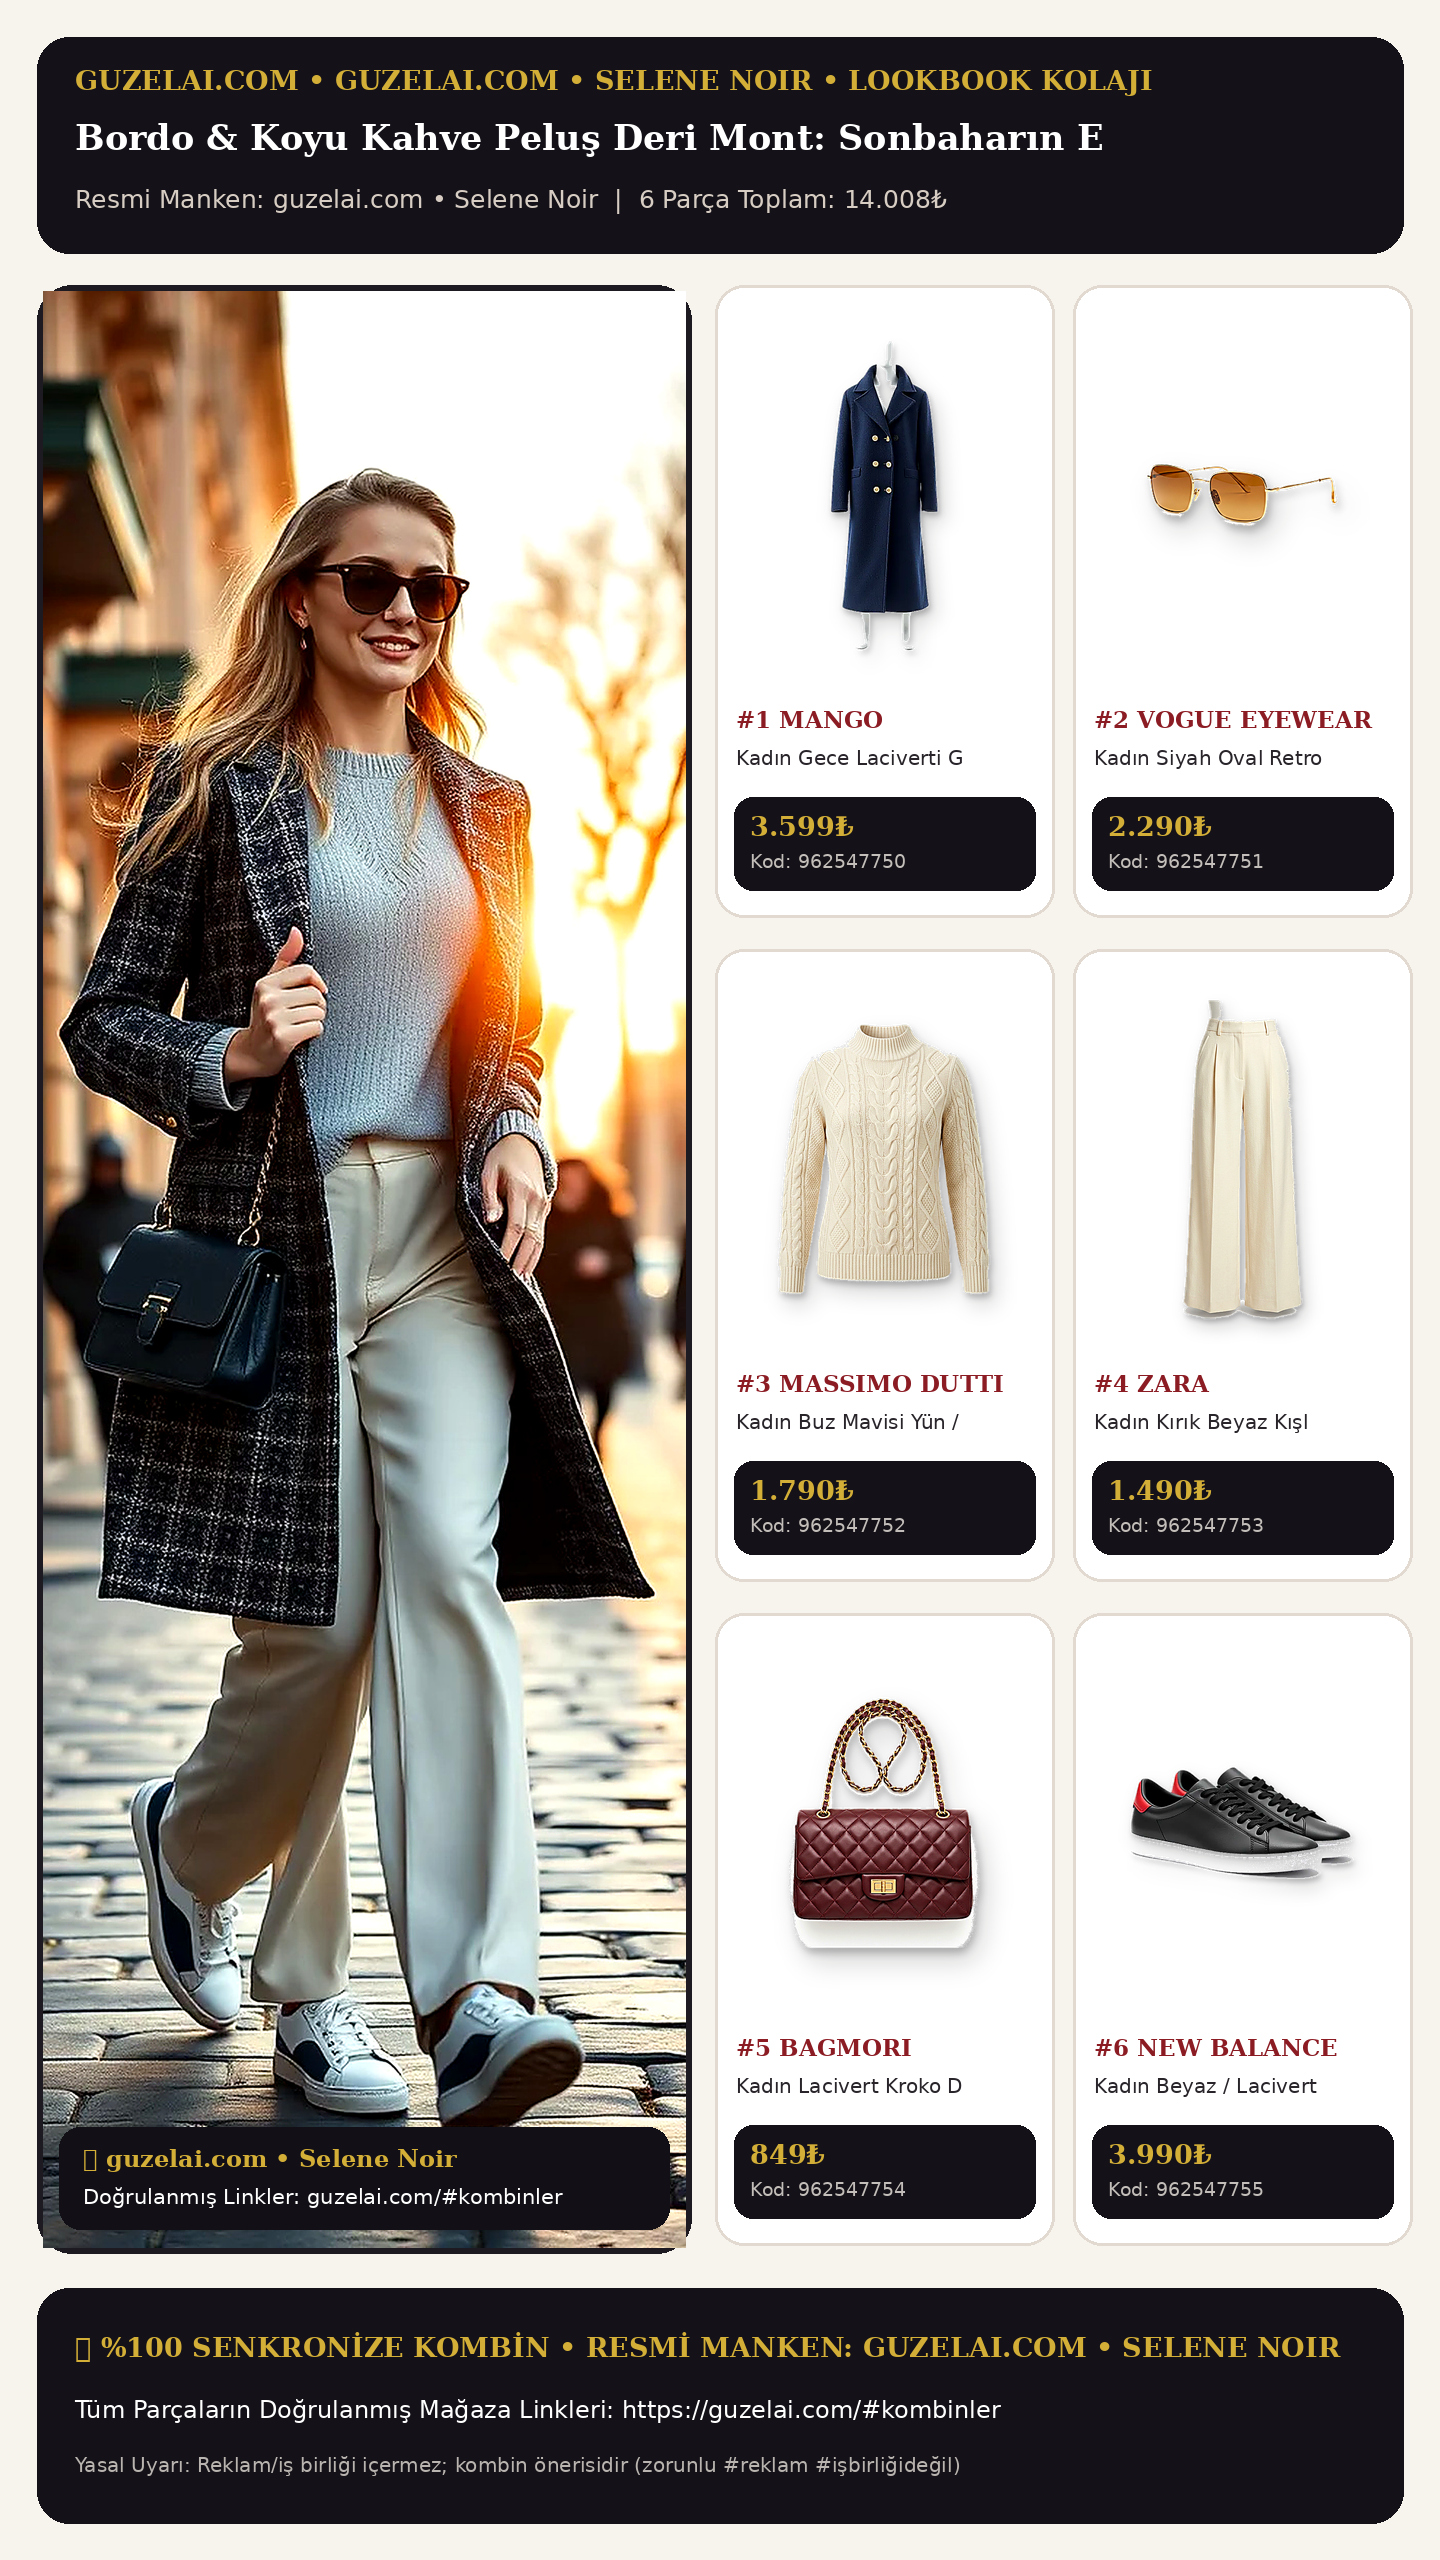 GUZELAI.COM • GUZELAI.COM • SELENE NOIR • LOOKBOOK KOLAJI
Bordo & Koyu Kahve Peluş Deri Mont: Sonbaharın E
Resmi Manken: guzelai.com • Selene Noir | 6 Parça Toplam: 14.008₺
#1 MANGO
Kadın Gece Laciverti G
3.599₺
Kod: 962547750
#2 VOGUE EYEWEAR
Kadın Siyah Oval Retro
2.290₺
Kod: 962547751
#3 MASSIMO DUTTI
Kadın Buz Mavisi Yün /
1.790₺
Kod: 962547752
#4 ZARA
Kadın Kırık Beyaz Kışl
1.490₺
Kod: 962547753
#5 BAGMORI
Kadın Lacivert Kroko D
849₺
Kod: 962547754
#6 NEW BALANCE
Kadın Beyaz / Lacivert
3.990₺
Kod: 962547755
guzelai.com • Selene Noir
Doğrulanmış Linkler: guzelai.com/#kombinler
%100 SENKRONİZE KOMBİN • RESMİ MANKEN: GUZELAI.COM • SELENE NOIR
Tüm Parçaların Doğrulanmış Mağaza Linkleri: https://guzelai.com/#kombinler
Yasal Uyarı: Reklam/iş birliği içermez; kombin önerisidir (zorunlu #reklam #işbirliğideğil)